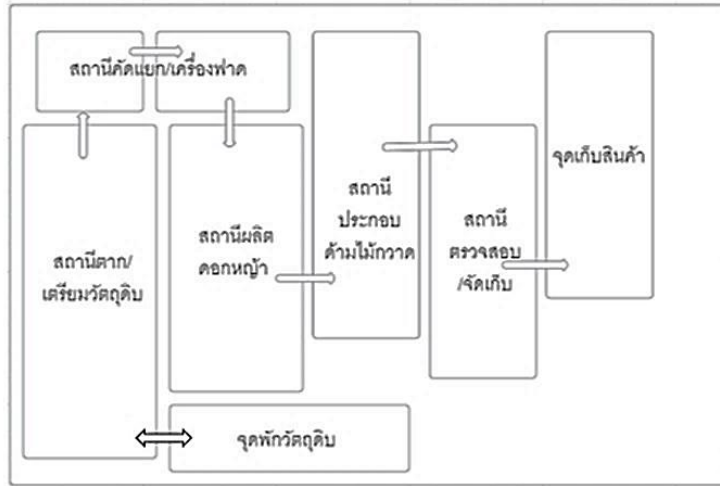 สถานีคัดแยก/เครื่องฟาด
สถานีตาก/
เตรียมวัตถุดิบ
สถานีผลิต
ดอกหญ้า
สถานี
ประกอบ
ด้ามไม้กวาด
สถานี
ตรวจสอบ
/จัดเก็บ
จุดเก็บสินค้า
จุดพักวัตถุดิบ